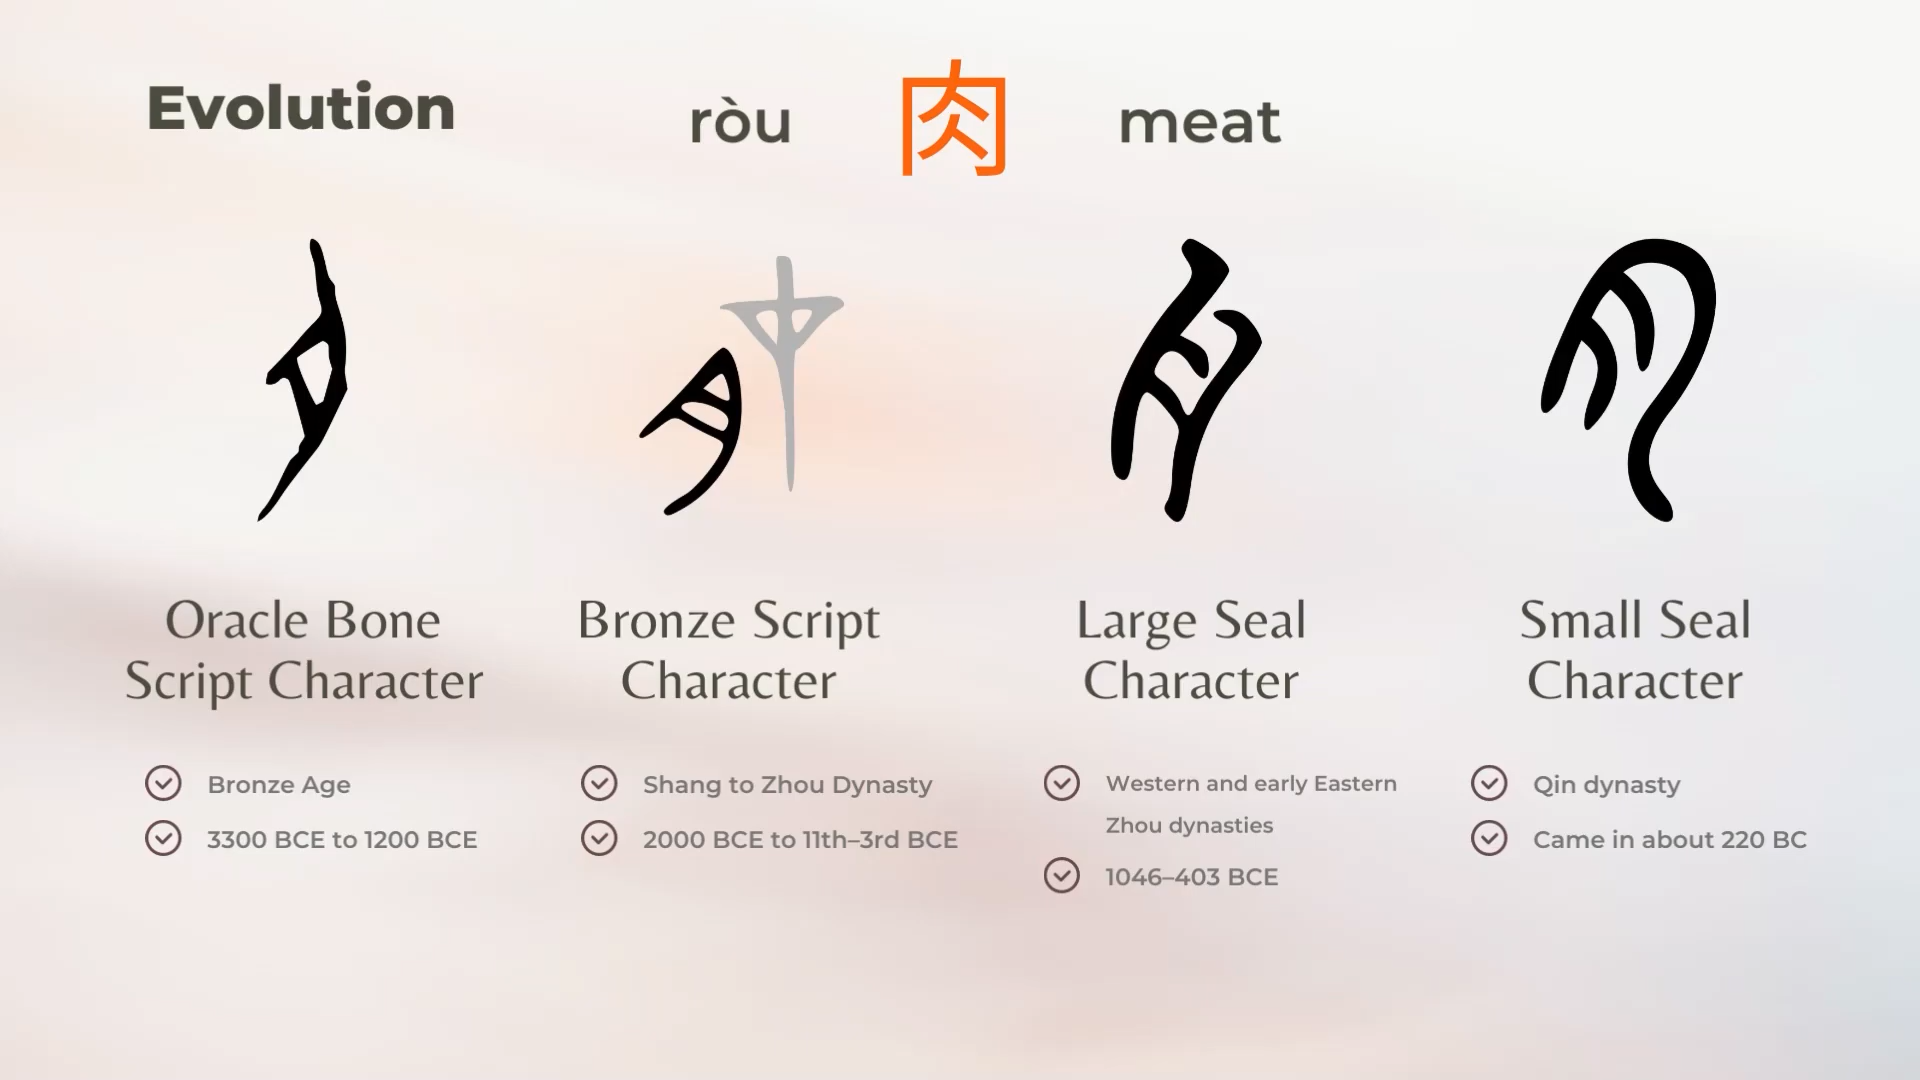 Evolution
ròu 肉 meat
Oracle Bone
Script Character
Bronze Age
3300 BCE to 1200 BCE
Bronze Script
Character
Shang to Zhou Dynasty
2000 BCE to 11th–3rd BCE
Large Seal
Character
Western and early Eastern
Zhou dynasties
1046–403 BCE
Small Seal
Character
Qin dynasty
Came in about 220 BC